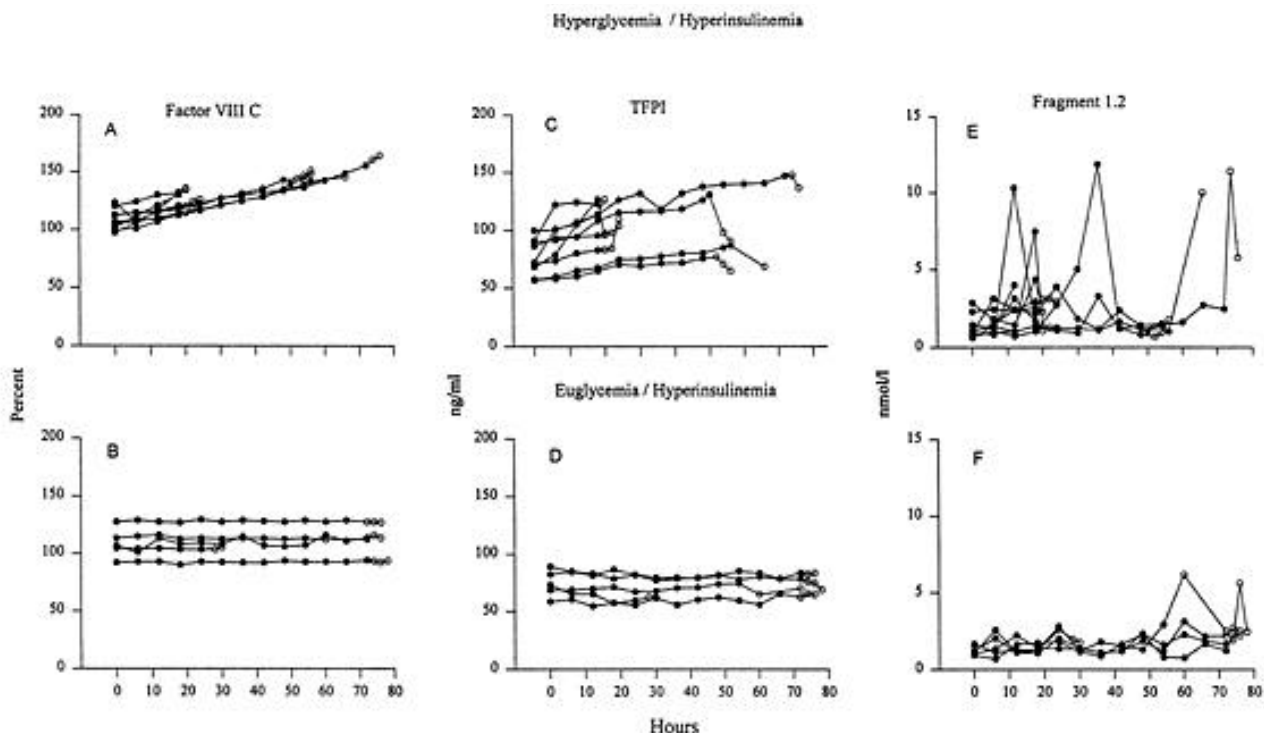 Hyperglycemia / Hyperinsulinemia
Factor VIII C
TFPI
Fragment 1.2
A
C
E
200
150
100
50
0
200
150
100
50
0
15
10
5
0
Percent
ng/ml
nmol/l
Euglycemia / Hyperinsulinemia
B
D
F
200
150
100
50
0
200
150
100
50
0
15
10
5
0
0 10 20 30 40 50 60 70 80
0 10 20 30 40 50 60 70 80
0 10 20 30 40 50 60 70 80
Hours